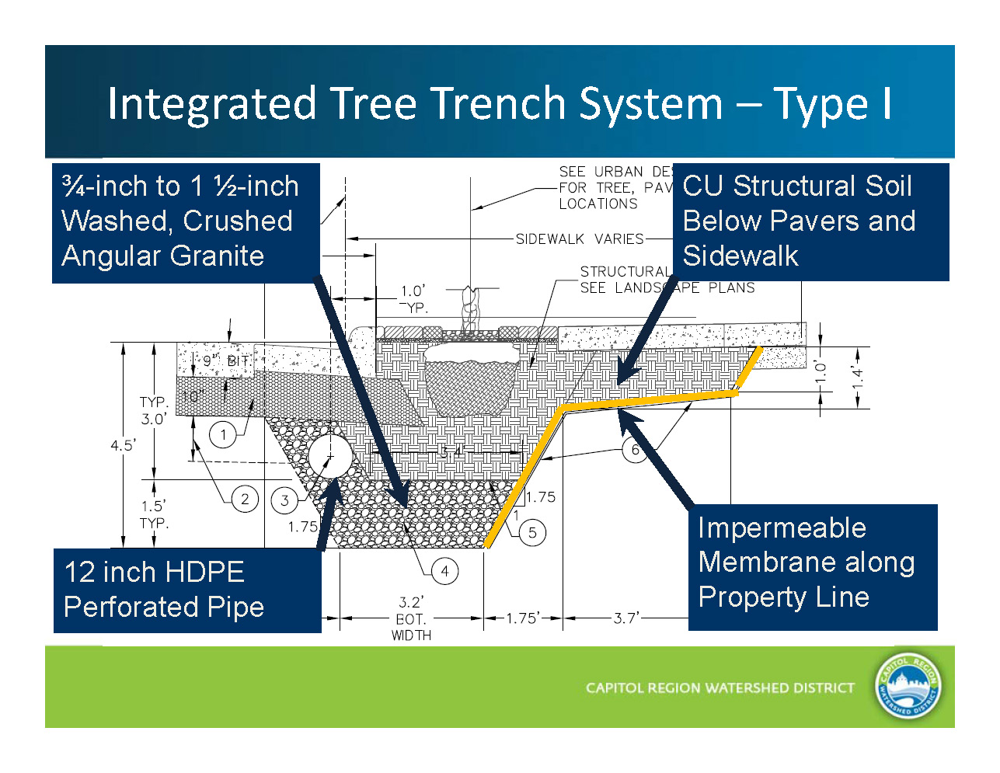 Integrated Tree Trench System – Type I
¾-inch to 1 ½-inch
Washed, Crushed
Angular Granite
SEE URBAN DES
FOR TREE, PAV
LOCATIONS
CU Structural Soil
Below Pavers and
Sidewalk
SIDEWALK VARIES
STRUCTURAL
SEE LANDSCAPE PLANS
1.0'
TYP.
9" BIT.
10"
TYP.
3.0'
4.5'
1.0'
1.4'
1
2
3
3.4'
6
1.5'
TYP.
1.75
1.75
1
5
4
12 inch HDPE
Perforated Pipe
Impermeable
Membrane along
Property Line
3.2'
BOT.
WIDTH
1.75'
3.7'
CAPITOL REGION WATERSHED DISTRICT
CAPITOL REGION
WATERSHED DISTRICT